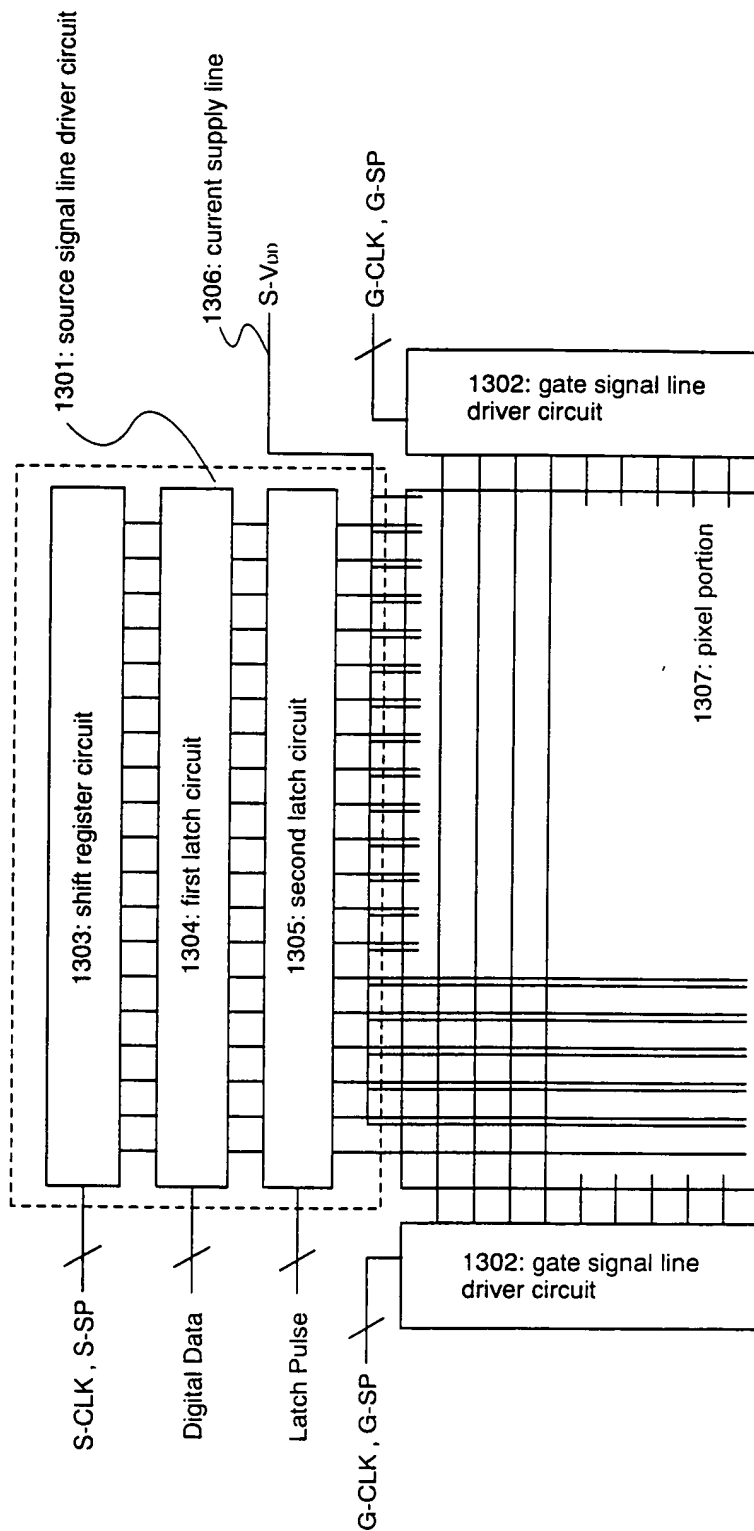 1301: source signal line driver circuit
1306: current supply line
S-VDD
G-CLK , G-SP
S-CLK , S-SP
1303: shift register circuit
Digital Data
1304: first latch circuit
Latch Pulse
1305: second latch circuit
G-CLK , G-SP
1302: gate signal line
driver circuit
1302: gate signal line
driver circuit
1307: pixel portion